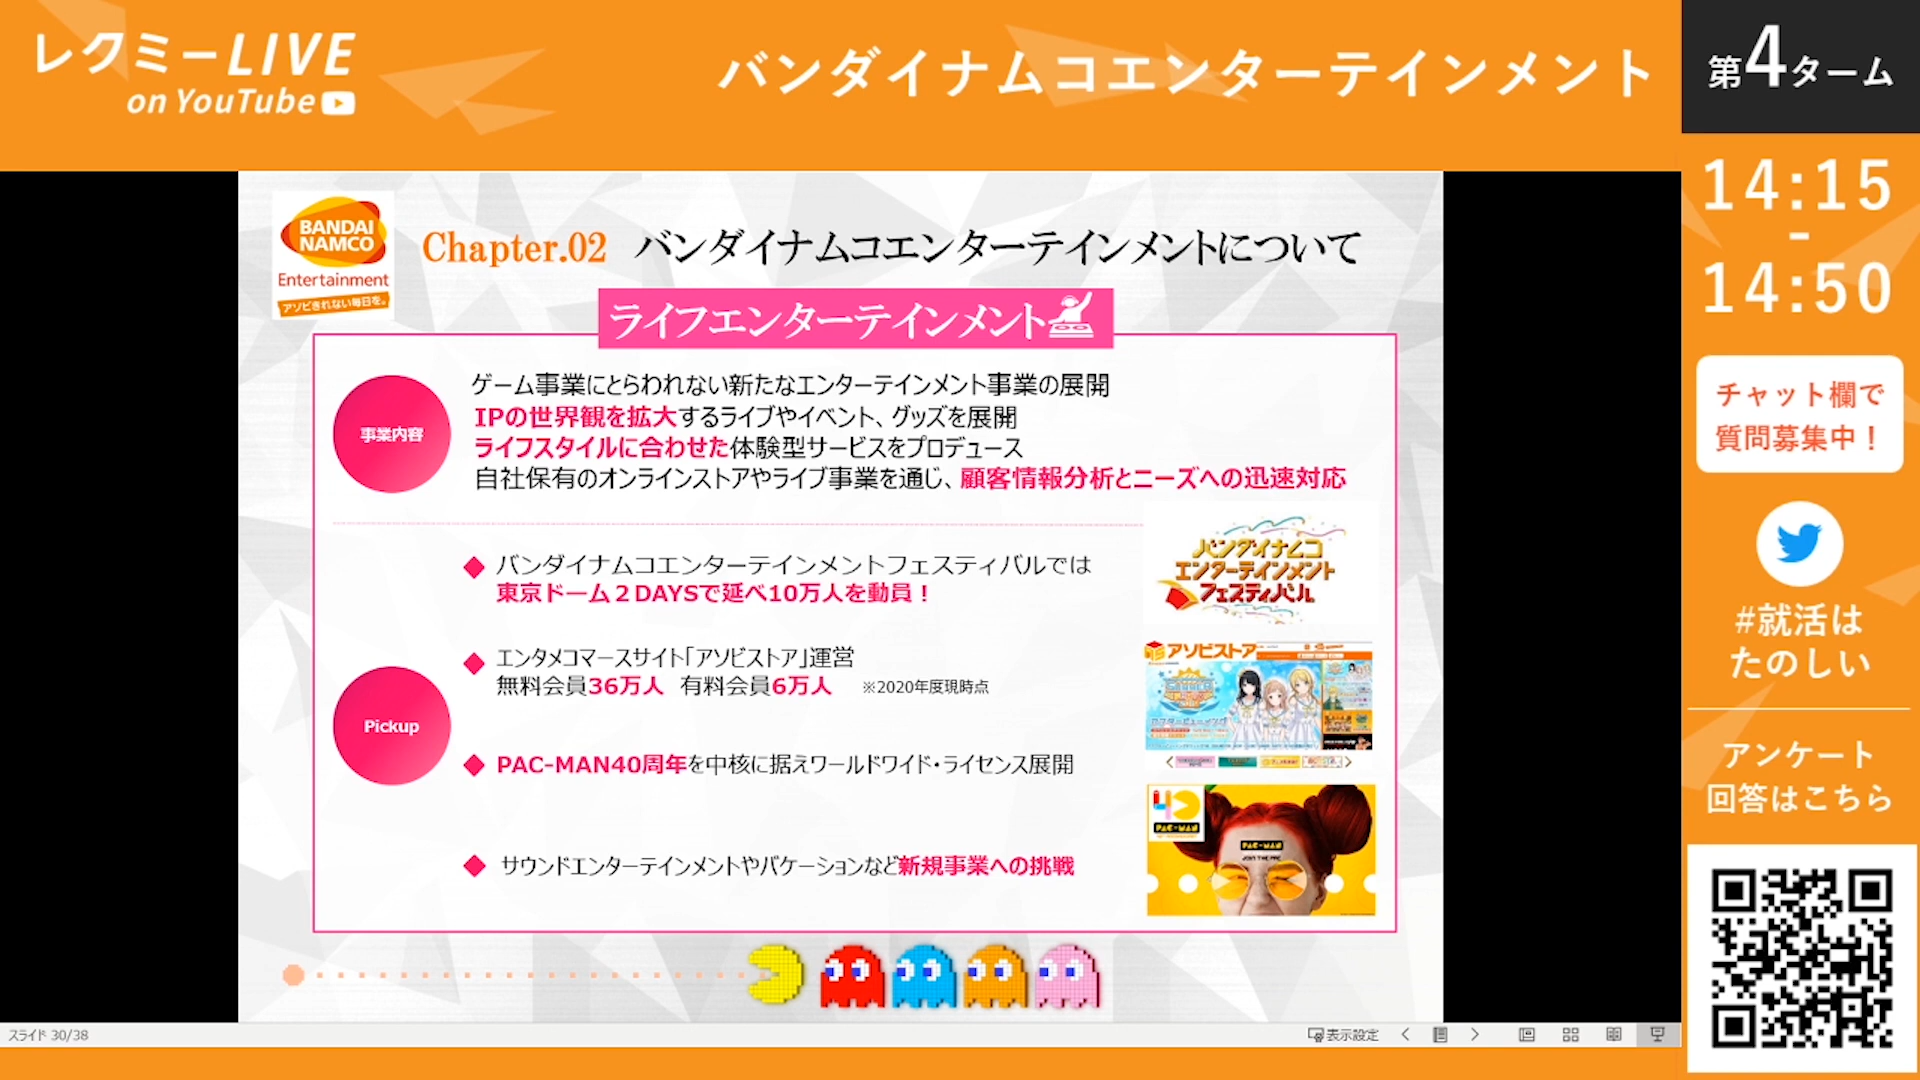 レクミーLIVE
on YouTube
バンダイナムコエンターテインメント
第4ターム
14:15
-
14:50
チャット欄で
質問募集中！
#就活は
たのしい
アンケート
回答はこちら
BANDAI
NAMCO
Entertainment
アソビきれない毎日を。
Chapter.02 バンダイナムコエンターテインメントについて
ライフエンターテインメント
事業内容
ゲーム事業にとらわれない新たなエンターテインメント事業の展開
IPの世界観を拡大するライブやイベント、グッズを展開
ライフスタイルに合わせた体験型サービスをプロデュース
自社保有のオンラインストアやライブ事業を通じ、顧客情報分析とニーズへの迅速対応
Pickup
◆ バンダイナムコエンターテインメントフェスティバルでは
東京ドーム２DAYSで延べ10万人を動員！
◆ エンタメコマースサイト「アソビストア」運営
無料会員36万人 有料会員6万人 ※2020年度現時点
◆ PAC-MAN40周年を中核に据えワールドワイド・ライセンス展開
◆ サウンドエンターテインメントやバケーションなど新規事業への挑戦
バンダイナムコ
エンターテインメント
フェスティバル
アソビストア
40
PAC-MAN
PAC-MAN
JOIN THE PAC
スライド 30/38
表示設定